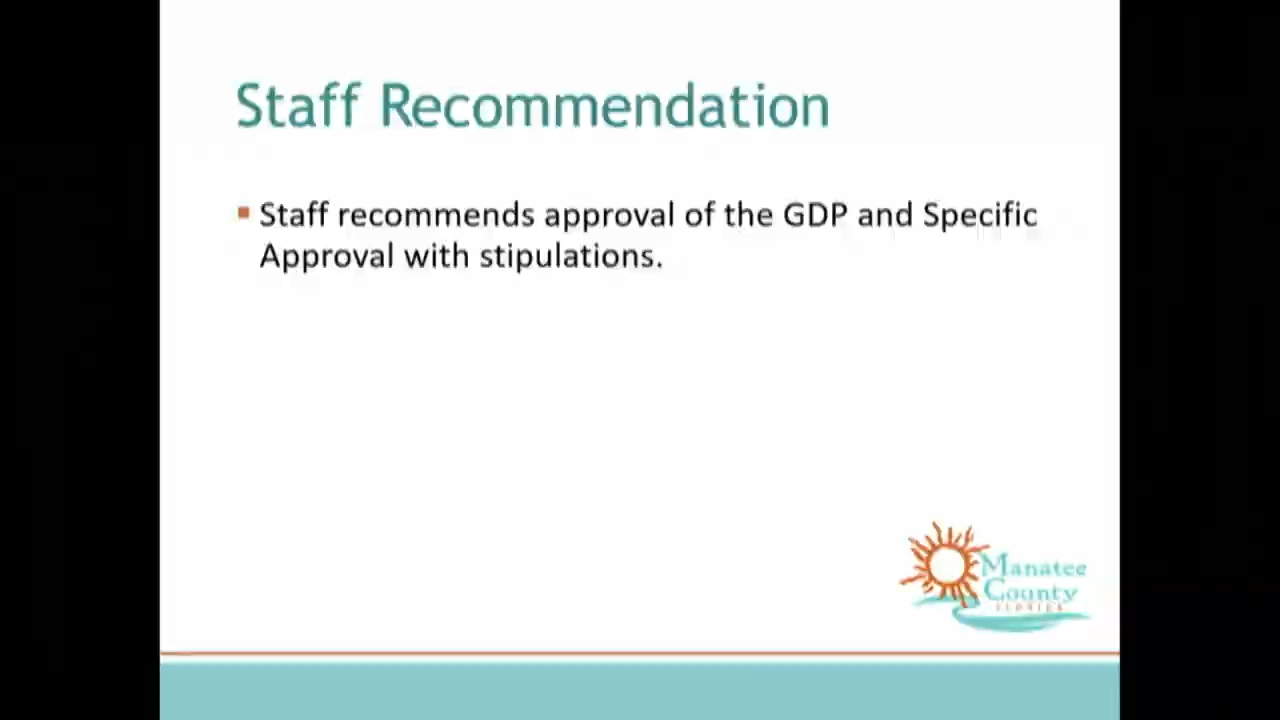 Staff Recommendation
Staff recommends approval of the GDP and Specific
Approval with stipulations.
Manatee
County
FLORIDA